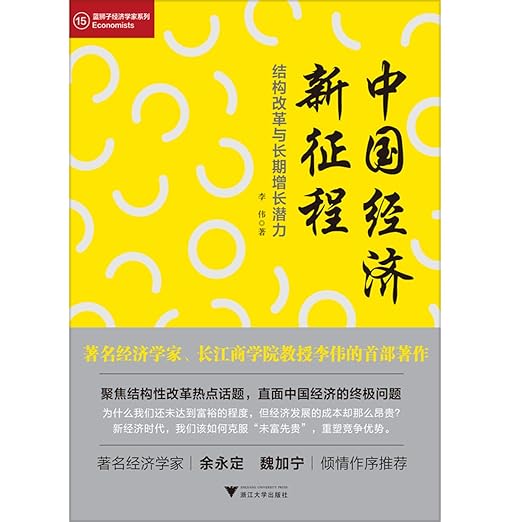 15
蓝狮子经济学家系列
Economists
中国经济
新征程
结构改革与长期增长潜力
李 伟 著
著名经济学家、长江商学院教授李伟的首部著作
聚焦结构性改革热点话题，直面中国经济的终极问题
为什么我们还未达到富裕的程度，但经济发展的成本却那么昂贵？
新经济时代，我们该如何克服“未富先贵”，重塑竞争优势。
著名经济学家 | 余永定 魏加宁 | 倾情作序推荐
ZHEJIANG UNIVERSITY PRESS
浙江大学出版社